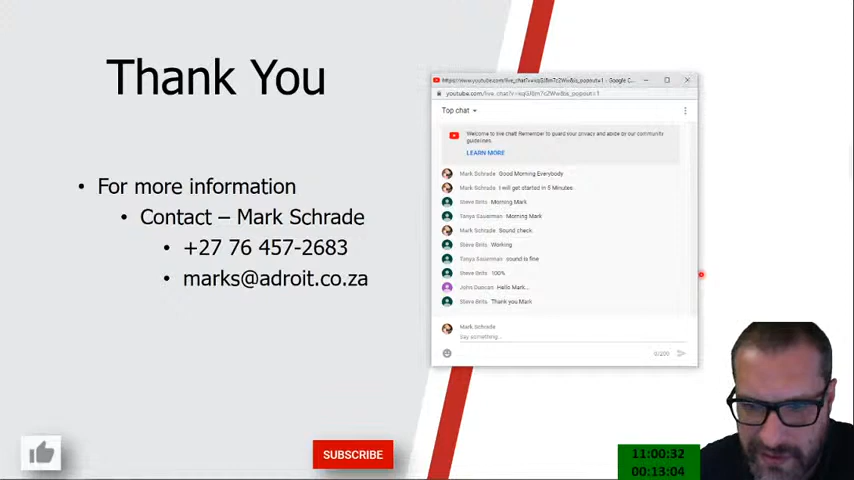 Thank You
• For more information
• Contact – Mark Schrade
• +27 76 457-2683
• marks@adroit.co.za
Top chat
Welcome to live chat! Remember to guard your privacy and abide by our community
guidelines.
LEARN MORE
Mark Schrade Good Morning Everybody
Mark Schrade I will get started in 5 Minutes.
Steve Brits Morning Mark
Tanya Sauerman Morning Mark
Mark Schrade Sound check.
Steve Brits Working
Tanya Sauerman sound is fine
Steve Brits 100%
John Duncan Hello Mark...
Steve Brits Thank you Mark
Mark Schrade
Say something...
0/200
SUBSCRIBE
11:00:32
00:13:04